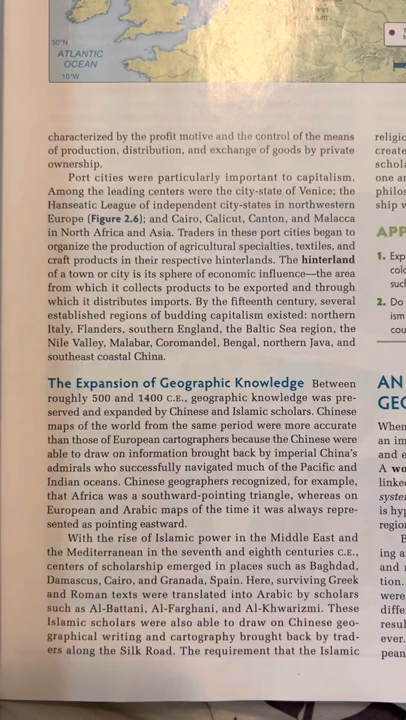 50°N
ATLANTIC
OCEAN
10°W
characterized by the profit motive and the control of the means
of production, distribution, and exchange of goods by private
ownership.
Port cities were particularly important to capitalism.
Among the leading centers were the city-state of Venice; the
Hanseatic League of independent city-states in northwestern
Europe (Figure 2.6); and Cairo, Calicut, Canton, and Malacca
in North Africa and Asia. Traders in these port cities began to
organize the production of agricultural specialties, textiles, and
craft products in their respective hinterlands. The hinterland
of a town or city is its sphere of economic influence—the area
from which it collects products to be exported and through
which it distributes imports. By the fifteenth century, several
established regions of budding capitalism existed: northern
Italy, Flanders, southern England, the Baltic Sea region, the
Nile Valley, Malabar, Coromandel, Bengal, northern Java, and
southeast coastal China.
The Expansion of Geographic Knowledge Between
roughly 500 and 1400 C.E., geographic knowledge was pre-
served and expanded by Chinese and Islamic scholars. Chinese
maps of the world from the same period were more accurate
than those of European cartographers because the Chinese were
able to draw on information brought back by imperial China's
admirals who successfully navigated much of the Pacific and
Indian oceans. Chinese geographers recognized, for example,
that Africa was a southward-pointing triangle, whereas on
European and Arabic maps of the time it was always repre-
sented as pointing eastward.
With the rise of Islamic power in the Middle East and
the Mediterranean in the seventh and eighth centuries C.E.,
centers of scholarship emerged in places such as Baghdad,
Damascus, Cairo, and Granada, Spain. Here, surviving Greek
and Roman texts were translated into Arabic by scholars
such as Al-Battani, Al-Farghani, and Al-Khwarizmi. These
Islamic scholars were also able to draw on Chinese geo-
graphical writing and cartography brought back by trad-
ers along the Silk Road. The requirement that the Islamic
religio
create
schola
one an
philos
ship w
APP
1. Exp
colo
such
2. Do
ism
cou
AN
GEO
When
an im
and e
A wo
linked
system
is hyp
region
B
ing a
and
tion.
were
diffe
resul
ever.
pean